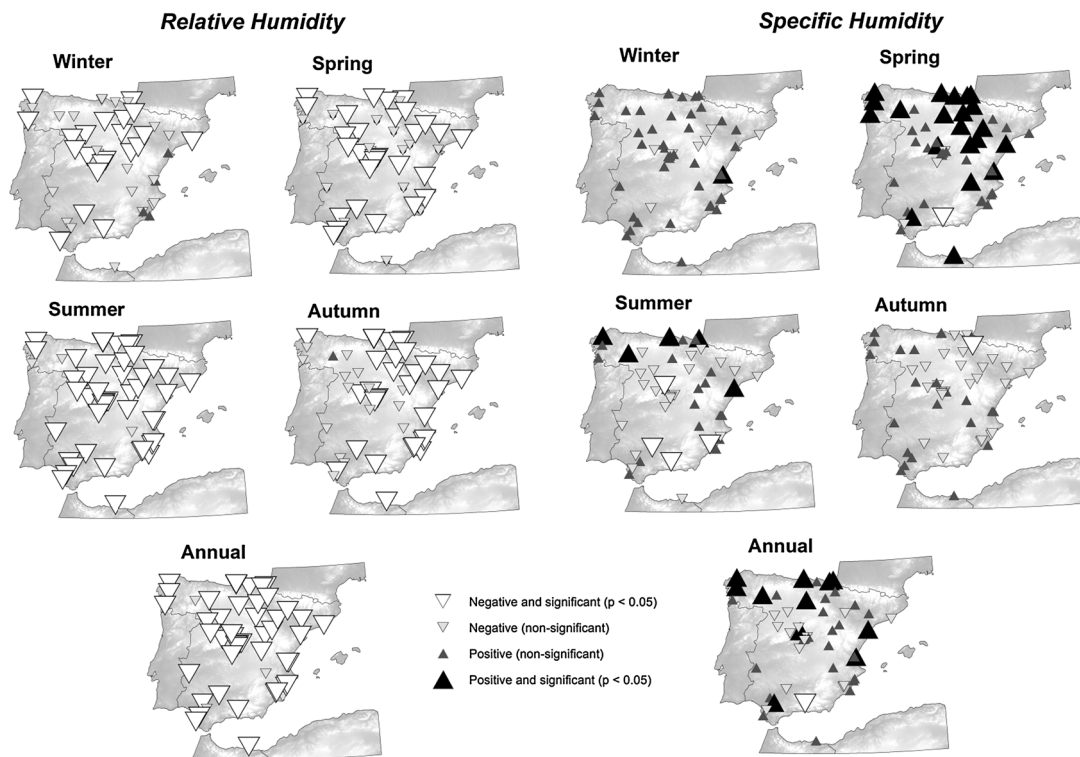 Relative Humidity
Specific Humidity
Winter
Spring
Winter
Spring
Summer
Autumn
Summer
Autumn
Annual
Annual
Negative and significant (p < 0.05)
Negative (non-significant)
Positive (non-significant)
Positive and significant (p < 0.05)